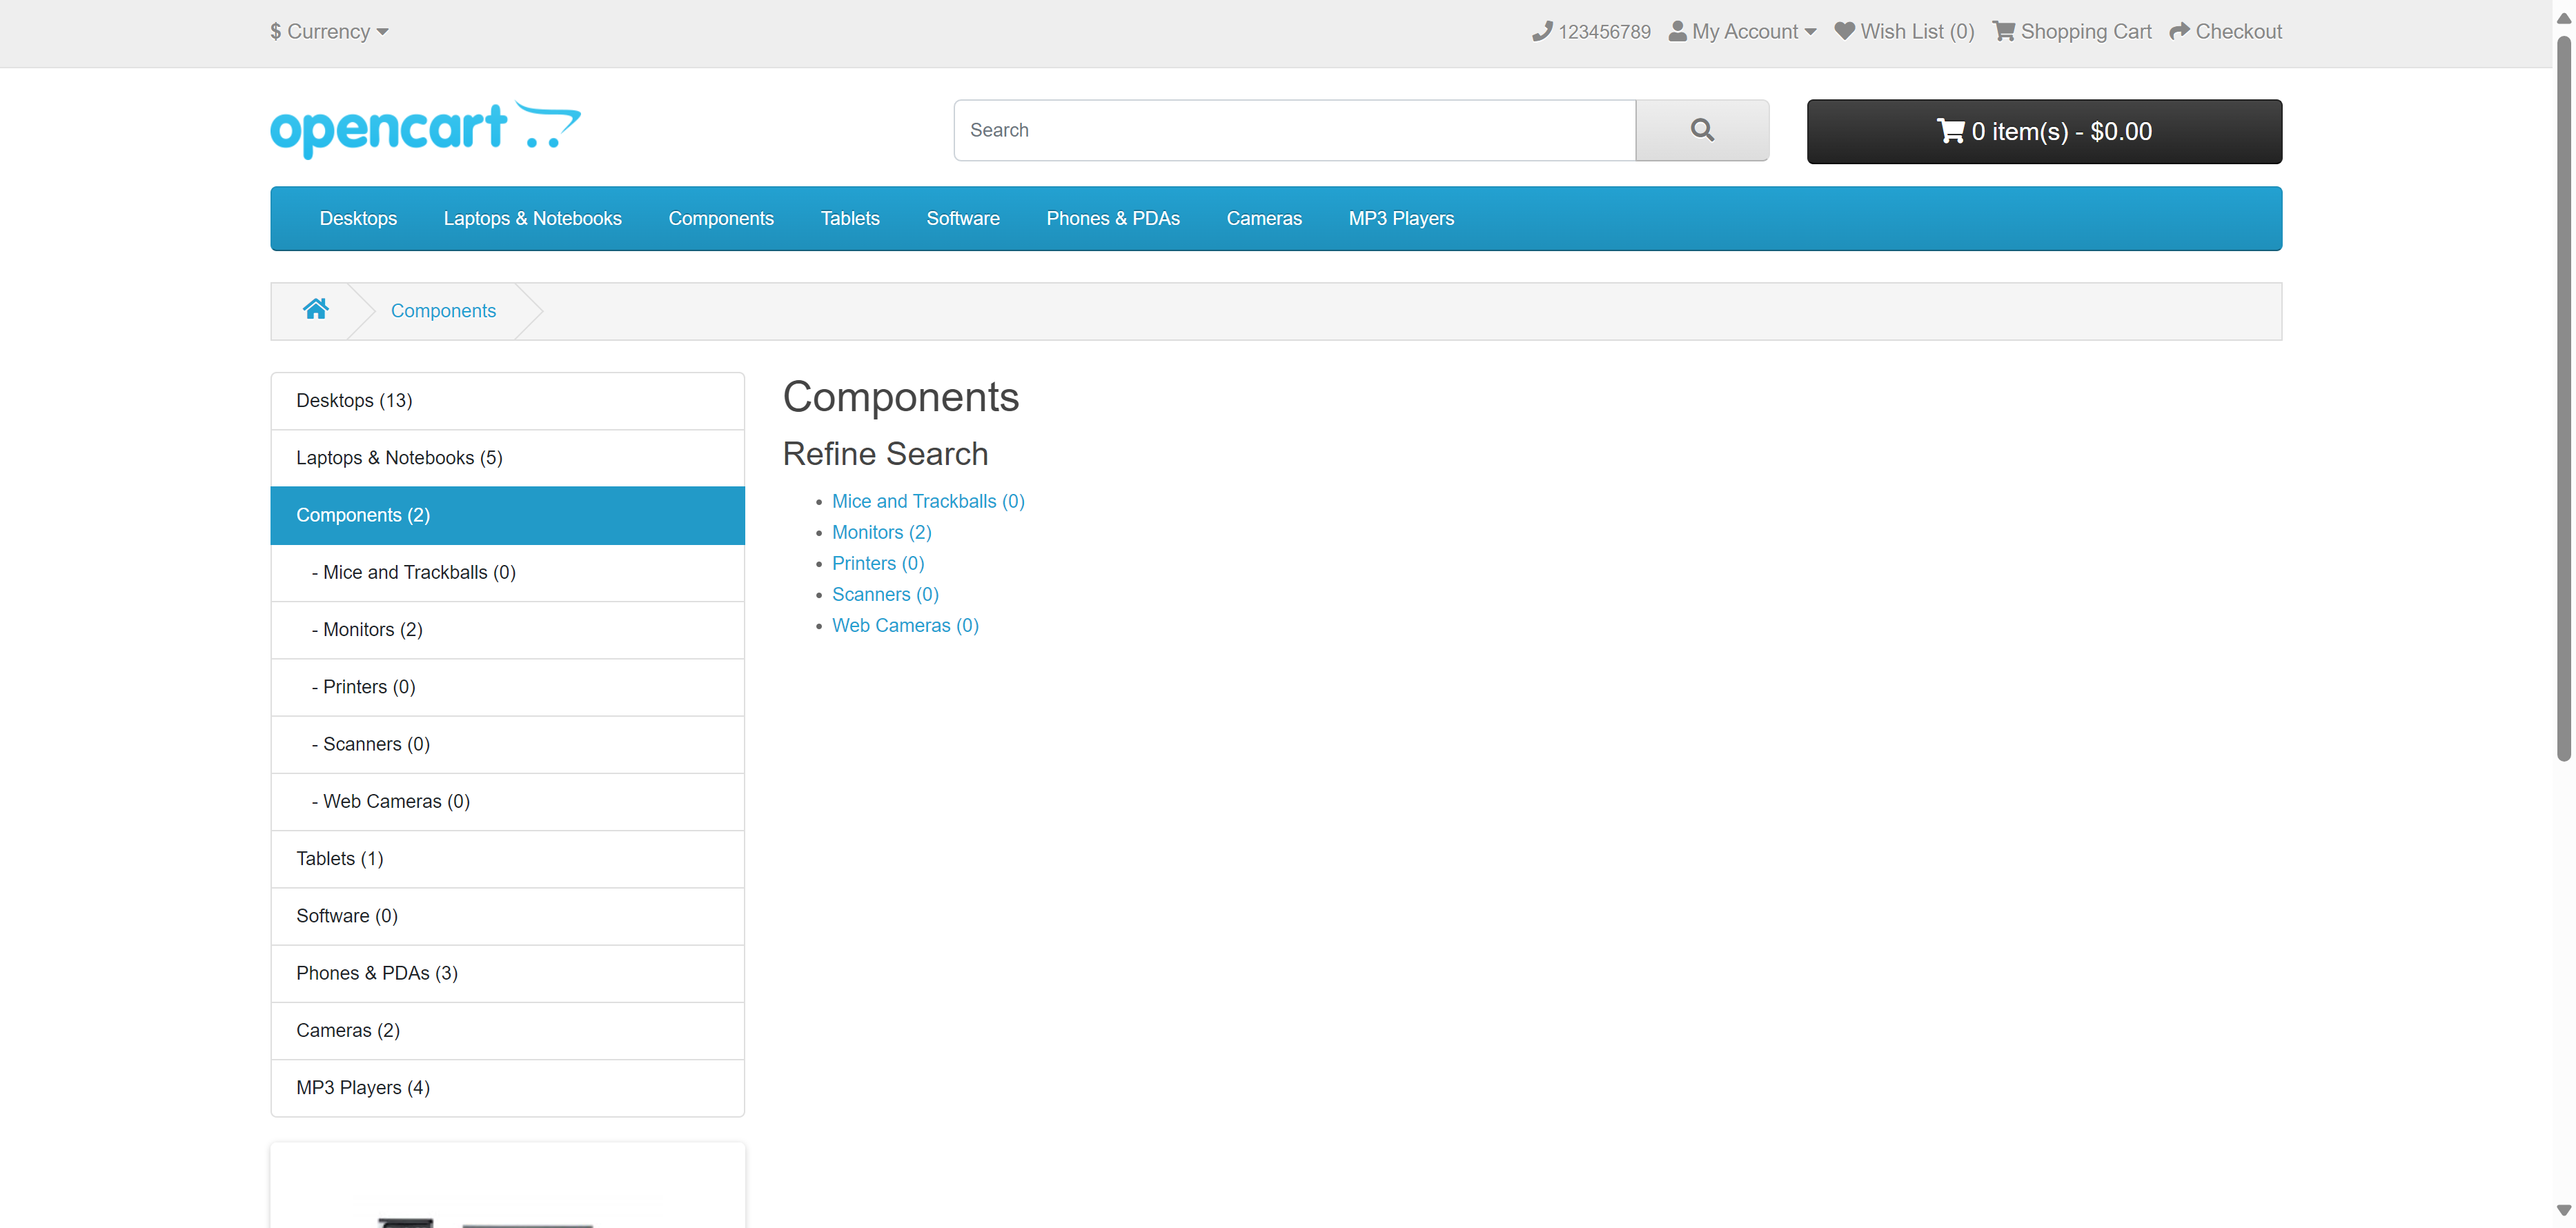 $ Currency
123456789 My Account Wish List (0) Shopping Cart Checkout
opencart
Search
0 item(s) - $0.00
Desktops Laptops & Notebooks Components Tablets Software Phones & PDAs Cameras MP3 Players
Components
Desktops (13)
Laptops & Notebooks (5)
Components (2)
- Mice and Trackballs (0)
- Monitors (2)
- Printers (0)
- Scanners (0)
- Web Cameras (0)
Tablets (1)
Software (0)
Phones & PDAs (3)
Cameras (2)
MP3 Players (4)
Components
Refine Search
Mice and Trackballs (0)
Monitors (2)
Printers (0)
Scanners (0)
Web Cameras (0)